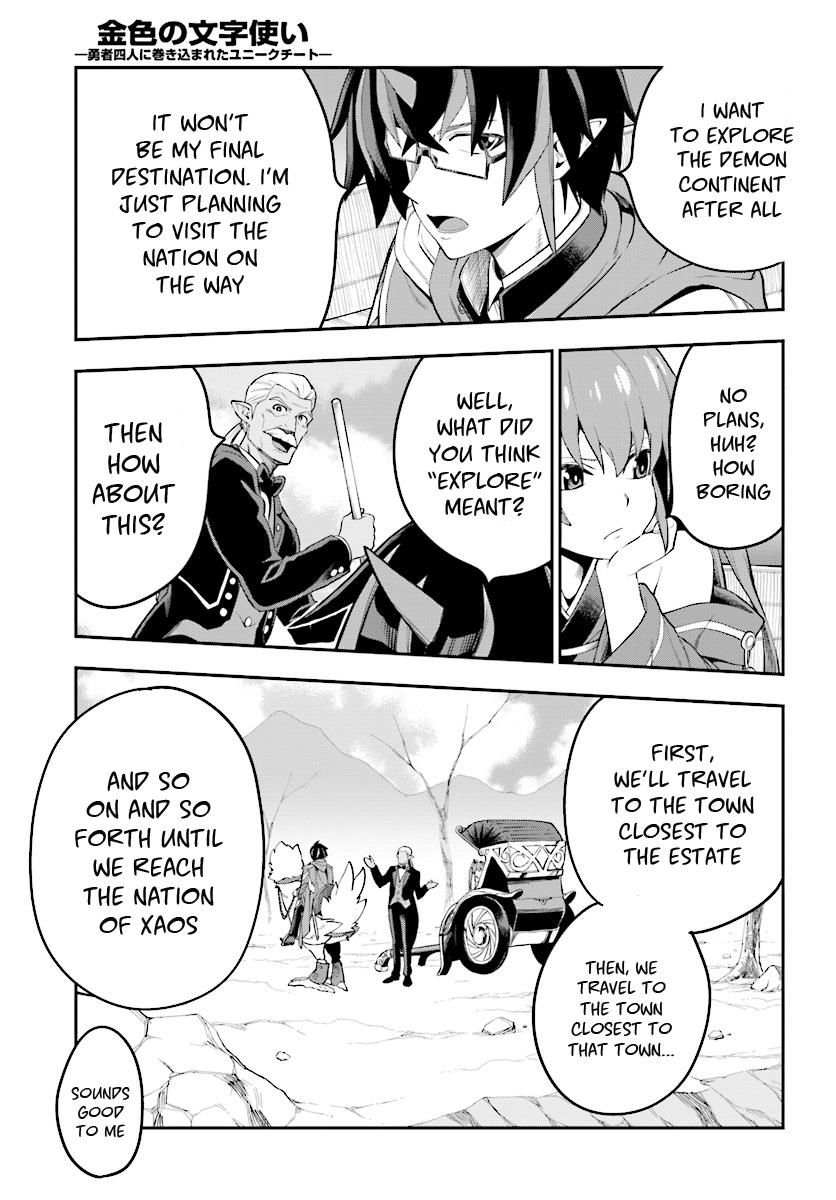 金色の文字使い
―勇者四人に巻き込まれたユニークチート―
I WANT
TO EXPLORE
THE DEMON
CONTINENT
AFTER ALL
IT WON'T
BE MY FINAL
DESTINATION. I'M
JUST PLANNING
TO VISIT THE
NATION ON
THE WAY
NO
PLANS,
HUH?
HOW
BORING
WELL,
WHAT DID
YOU THINK
"EXPLORE"
MEANT?
THEN
HOW
ABOUT
THIS?
FIRST,
WE'LL TRAVEL
TO THE TOWN
CLOSEST TO
THE ESTATE
THEN, WE
TRAVEL TO
THE TOWN
CLOSEST TO
THAT TOWN...
AND SO
ON AND SO
FORTH UNTIL
WE REACH
THE NATION
OF XAOS
SOUNDS
GOOD
TO ME